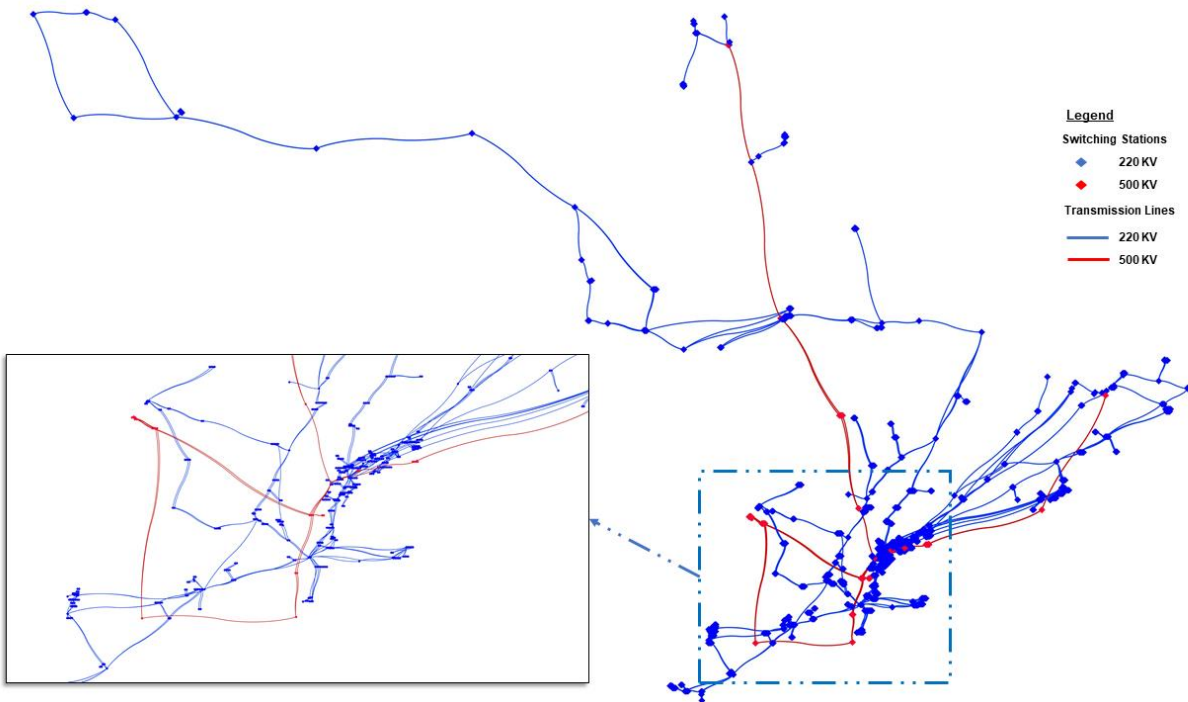 Legend
Switching Stations
220 KV
500 KV
Transmission Lines
220 KV
500 KV